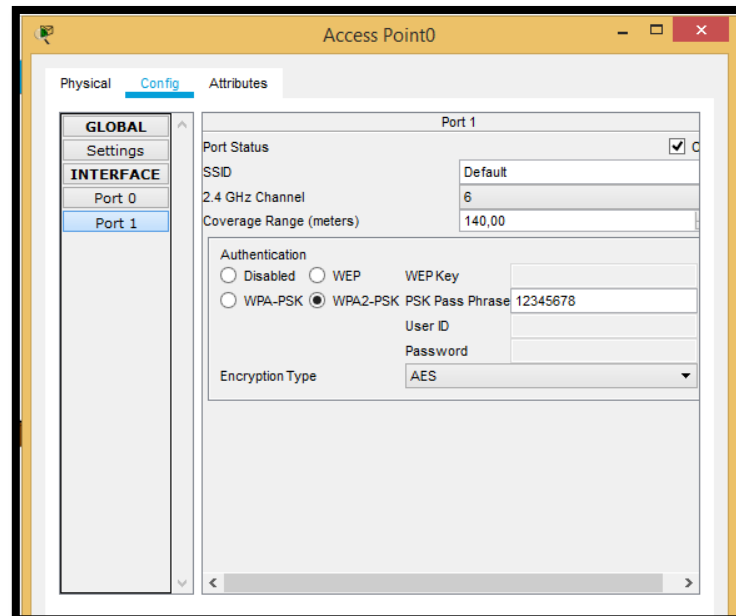 Access Point0
Physical Config Attributes
GLOBAL
Settings
INTERFACE
Port 0
Port 1
Port 1
Port Status
SSID Default
2.4 GHz Channel 6
Coverage Range (meters) 140,00
Authentication
Disabled WEP WEP Key
WPA-PSK WPA2-PSK PSK Pass Phrase 12345678
User ID
Password
Encryption Type AES